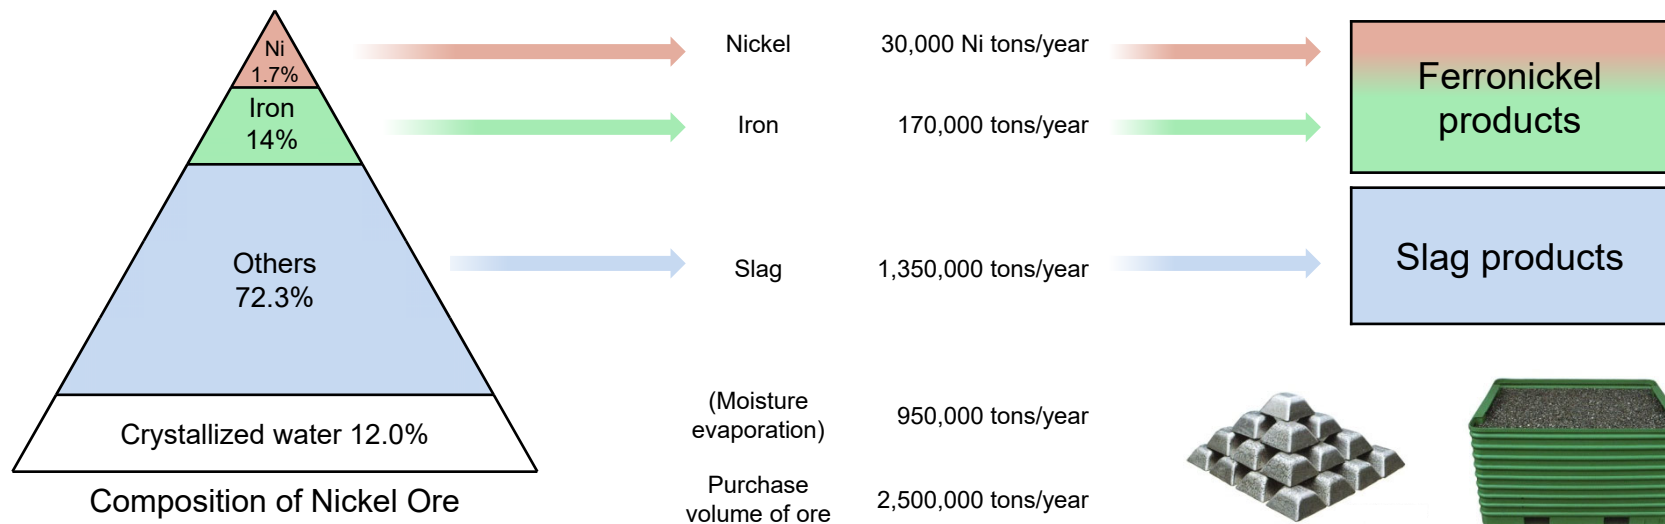 Ni
1.7%
Iron
14%
Others
72.3%
Crystallized water 12.0%
Composition of Nickel Ore
Nickel 30,000 Ni tons/year
Iron 170,000 tons/year
Slag 1,350,000 tons/year
(Moisture
evaporation) 950,000 tons/year
Purchase
volume of ore 2,500,000 tons/year
Ferronickel
products
Slag products